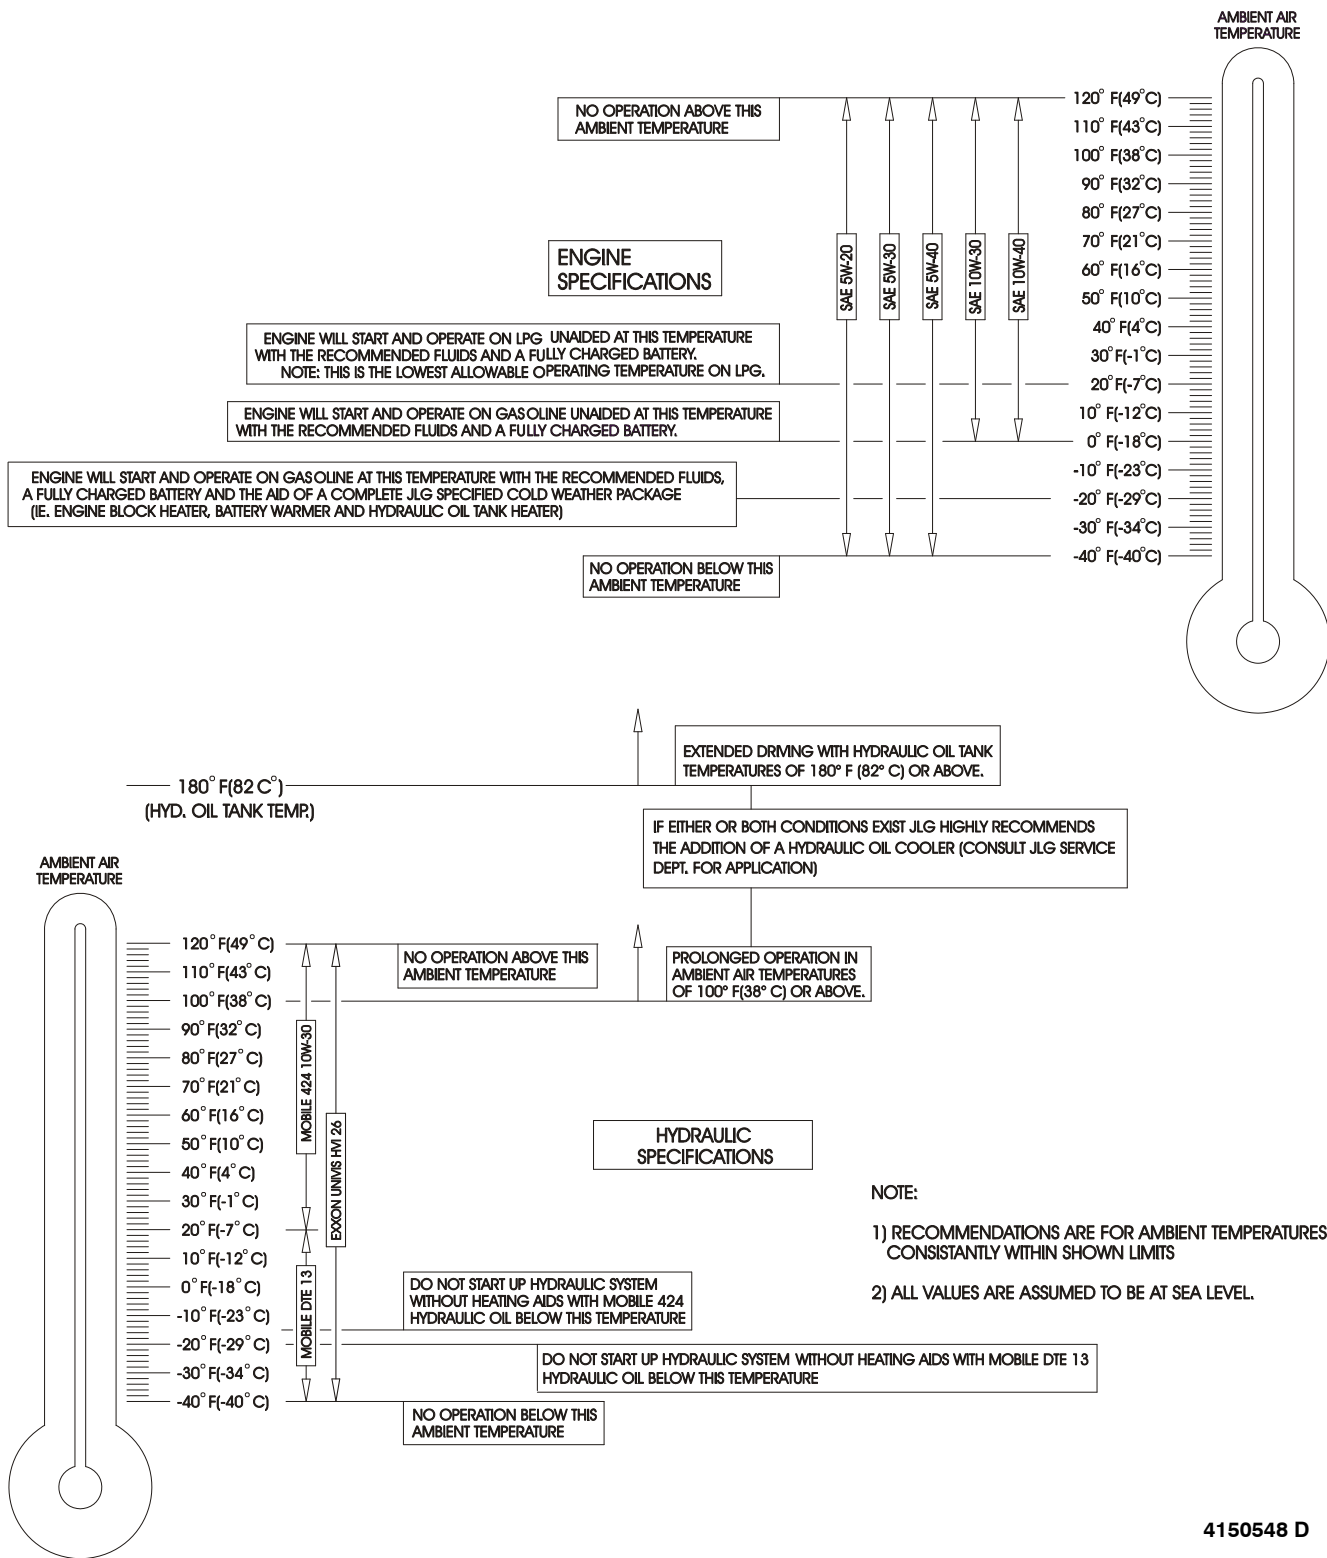 AMBIENT AIR
TEMPERATURE
120° F(49°C)
110° F(43°C)
100° F(38°C)
90° F(32°C)
80° F(27°C)
70° F(21°C)
60° F(16°C)
50° F(10°C)
40° F(4°C)
30° F(-1°C)
20° F(-7°C)
10° F(-12°C)
0° F(-18°C)
-10° F(-23°C)
-20° F(-29°C)
-30° F(-34°C)
-40° F(-40°C)
NO OPERATION ABOVE THIS
AMBIENT TEMPERATURE
SAE 5W-20
SAE 5W-30
SAE 5W-40
SAE 10W-30
SAE 10W-40
ENGINE
SPECIFICATIONS
ENGINE WILL START AND OPERATE ON LPG UNAIDED AT THIS TEMPERATURE
WITH THE RECOMMENDED FLUIDS AND A FULLY CHARGED BATTERY.
NOTE: THIS IS THE LOWEST ALLOWABLE OPERATING TEMPERATURE ON LPG.
ENGINE WILL START AND OPERATE ON GASOLINE UNAIDED AT THIS TEMPERATURE
WITH THE RECOMMENDED FLUIDS AND A FULLY CHARGED BATTERY.
ENGINE WILL START AND OPERATE ON GASOLINE AT THIS TEMPERATURE WITH THE RECOMMENDED FLUIDS,
A FULLY CHARGED BATTERY AND THE AID OF A COMPLETE JLG SPECIFIED COLD WEATHER PACKAGE
(IE. ENGINE BLOCK HEATER, BATTERY WARMER AND HYDRAULIC OIL TANK HEATER)
NO OPERATION BELOW THIS
AMBIENT TEMPERATURE
EXTENDED DRIVING WITH HYDRAULIC OIL TANK
TEMPERATURES OF 180° F (82° C) OR ABOVE.
180° F(82 C°)
(HYD. OIL TANK TEMP.)
IF EITHER OR BOTH CONDITIONS EXIST JLG HIGHLY RECOMMENDS
THE ADDITION OF A HYDRAULIC OIL COOLER (CONSULT JLG SERVICE
DEPT. FOR APPLICATION)
AMBIENT AIR
TEMPERATURE
120° F(49° C)
110° F(43° C)
100° F(38° C)
90° F(32° C)
80° F(27° C)
70° F(21° C)
60° F(16° C)
50° F(10° C)
40° F(4° C)
30° F(-1° C)
20° F(-7° C)
10° F(-12° C)
0° F(-18° C)
-10° F(-23° C)
-20° F(-29° C)
-30° F(-34° C)
-40° F(-40° C)
MOBILE 424 10W-30
MOBILE DTE 13
EXXON UNIVIS HVI 26
NO OPERATION ABOVE THIS
AMBIENT TEMPERATURE
PROLONGED OPERATION IN
AMBIENT AIR TEMPERATURES
OF 100° F(38° C) OR ABOVE.
HYDRAULIC
SPECIFICATIONS
NOTE:
1) RECOMMENDATIONS ARE FOR AMBIENT TEMPERATURES
CONSISTANTLY WITHIN SHOWN LIMITS
2) ALL VALUES ARE ASSUMED TO BE AT SEA LEVEL.
DO NOT START UP HYDRAULIC SYSTEM
WITHOUT HEATING AIDS WITH MOBILE 424
HYDRAULIC OIL BELOW THIS TEMPERATURE
DO NOT START UP HYDRAULIC SYSTEM WITHOUT HEATING AIDS WITH MOBILE DTE 13
HYDRAULIC OIL BELOW THIS TEMPERATURE
NO OPERATION BELOW THIS
AMBIENT TEMPERATURE
4150548 D